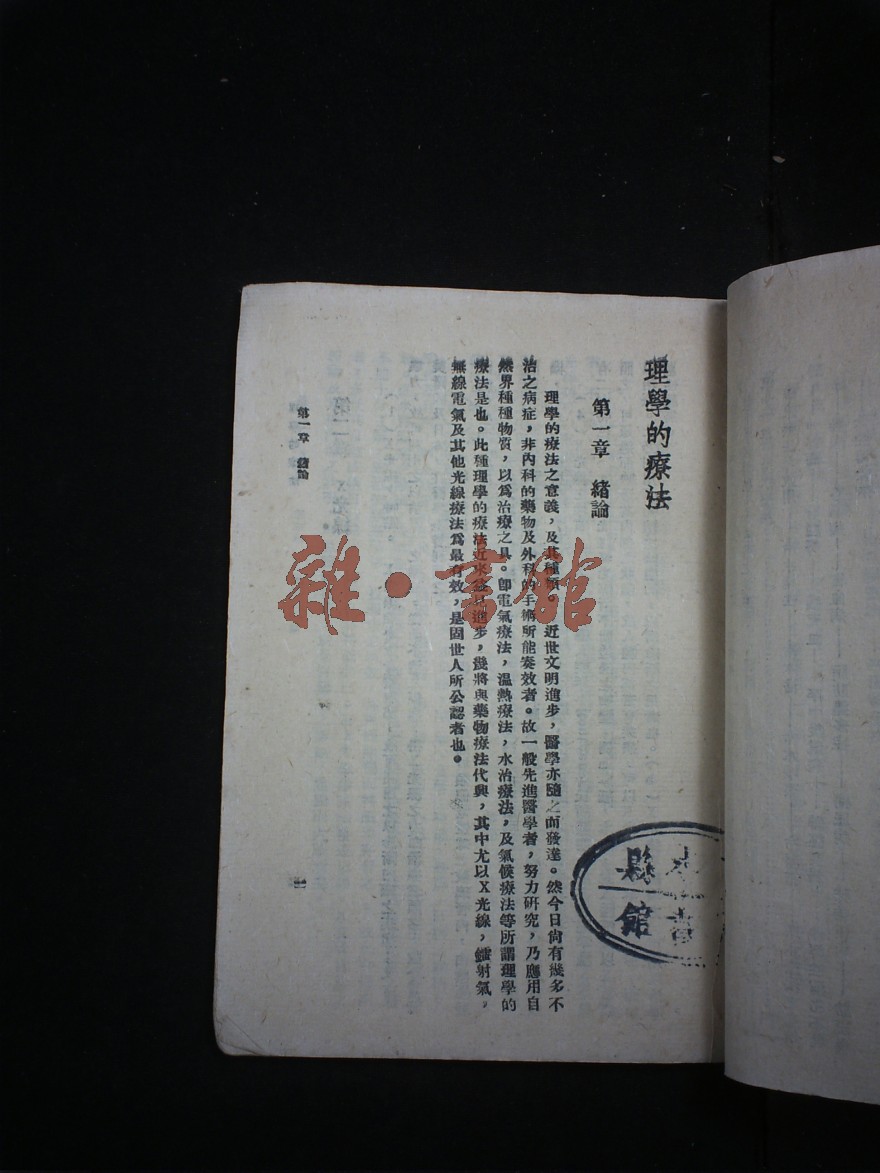 理學的療法
第一章　緒論
理學的療法之意義，及其種類。近世文明進步，醫學亦隨之而發達。然今日尙有幾多不
治之病症，非內科的藥物及外科的手術所能奏效者。故一般先進醫學者，努力研究，乃應用自
然界種種物質，以爲治療之具。卽電氣療法，溫熱療法，水治療法，及氣候療法等所謂理學的
療法是也。此種理學的療法近來益見進步，幾將與藥物療法代興，其中尤以X光線，鐳射氣，
無線電氣及其他光線療法爲最有效，是固世人所公認者也。
第一章　緒論
一
雜·書館
縣
館